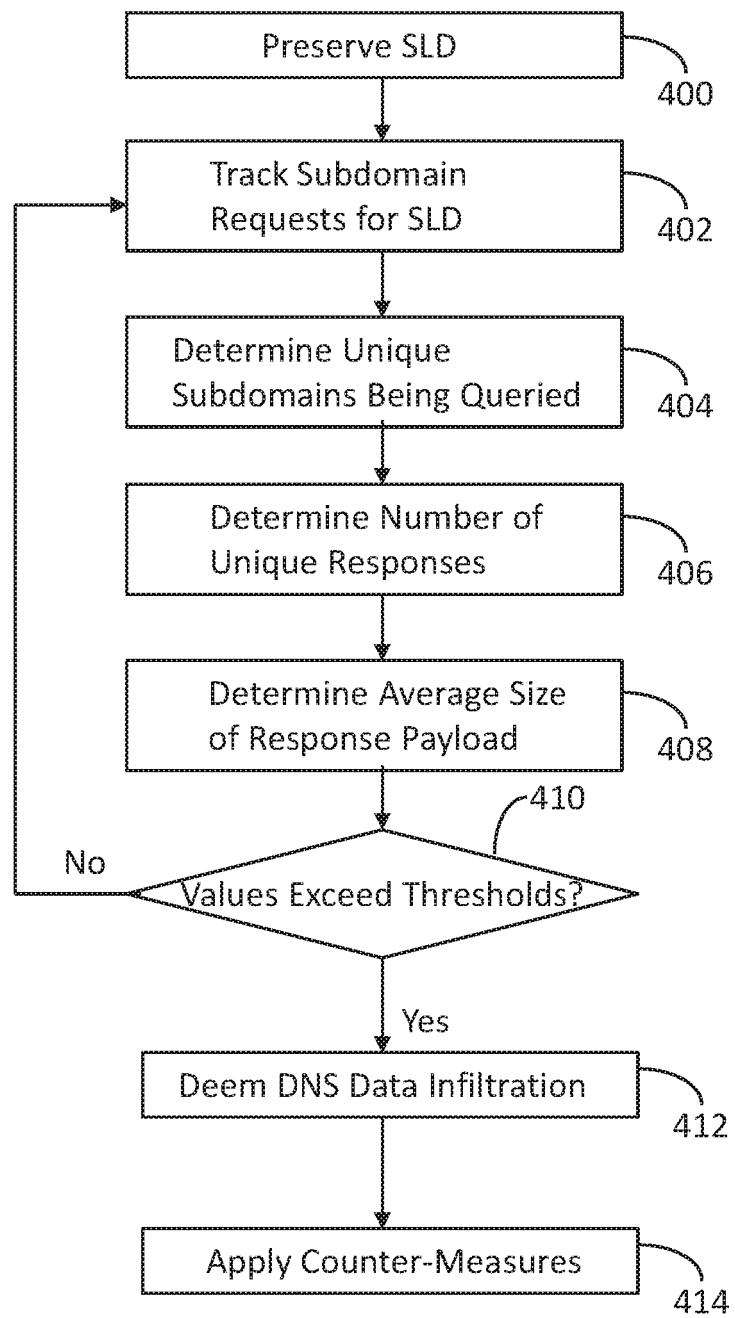 Preserve SLD
400
Track Subdomain
Requests for SLD
402
Determine Unique
Subdomains Being Queried
404
Determine Number of
Unique Responses
406
Determine Average Size
of Response Payload
408
410
No
Values Exceed Thresholds?
Yes
Deem DNS Data Infiltration
412
Apply Counter-Measures
414